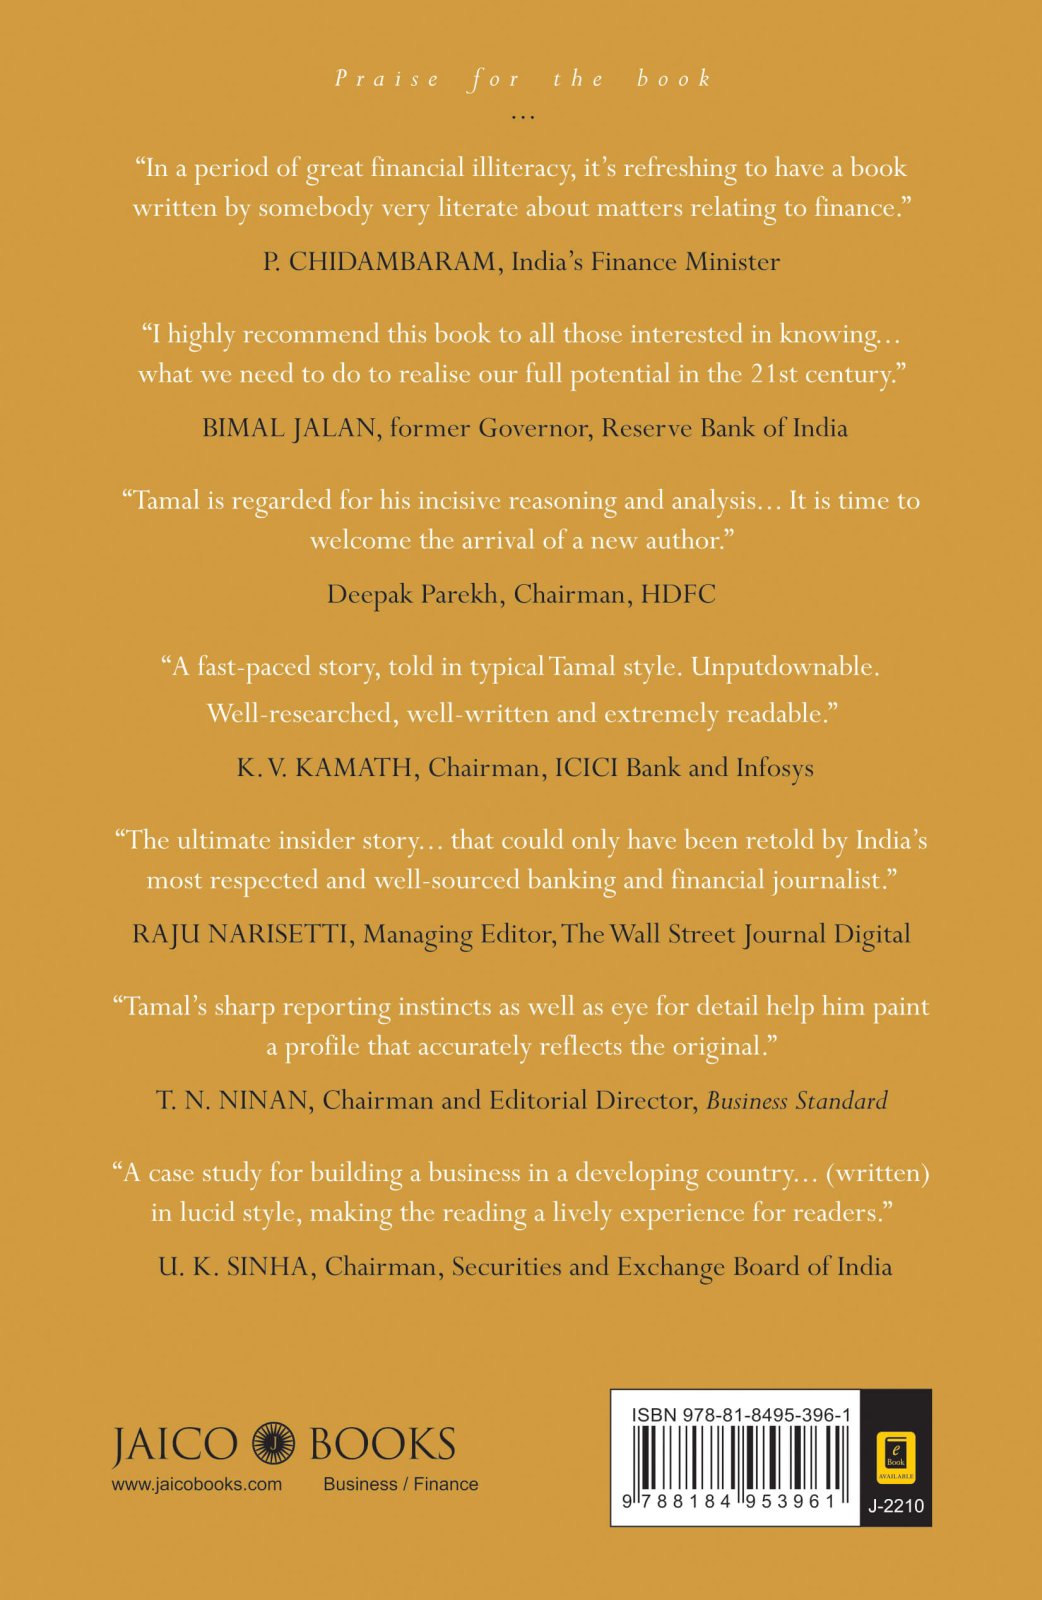 Praise for the book
...
“In a period of great financial illiteracy, it’s refreshing to have a book
written by somebody very literate about matters relating to finance.”
P. CHIDAMBARAM, India’s Finance Minister
“I highly recommend this book to all those interested in knowing...
what we need to do to realise our full potential in the 21st century.”
BIMAL JALAN, former Governor, Reserve Bank of India
“Tamal is regarded for his incisive reasoning and analysis... It is time to
welcome the arrival of a new author.”
Deepak Parekh, Chairman, HDFC
“A fast-paced story, told in typical Tamal style. Unputdownable.
Well-researched, well-written and extremely readable.”
K. V. KAMATH, Chairman, ICICI Bank and Infosys
“The ultimate insider story... that could only have been retold by India’s
most respected and well-sourced banking and financial journalist.”
RAJU NARISETTI, Managing Editor, The Wall Street Journal Digital
“Tamal’s sharp reporting instincts as well as eye for detail help him paint
a profile that accurately reflects the original.”
T. N. NINAN, Chairman and Editorial Director, Business Standard
“A case study for building a business in a developing country... (written)
in lucid style, making the reading a lively experience for readers.”
U. K. SINHA, Chairman, Securities and Exchange Board of India
JAICO J BOOKS
www.jaicobooks.com Business / Finance
ISBN 978-81-8495-396-1
9 788184 953961
e
Book
AVAILABLE
J-2210